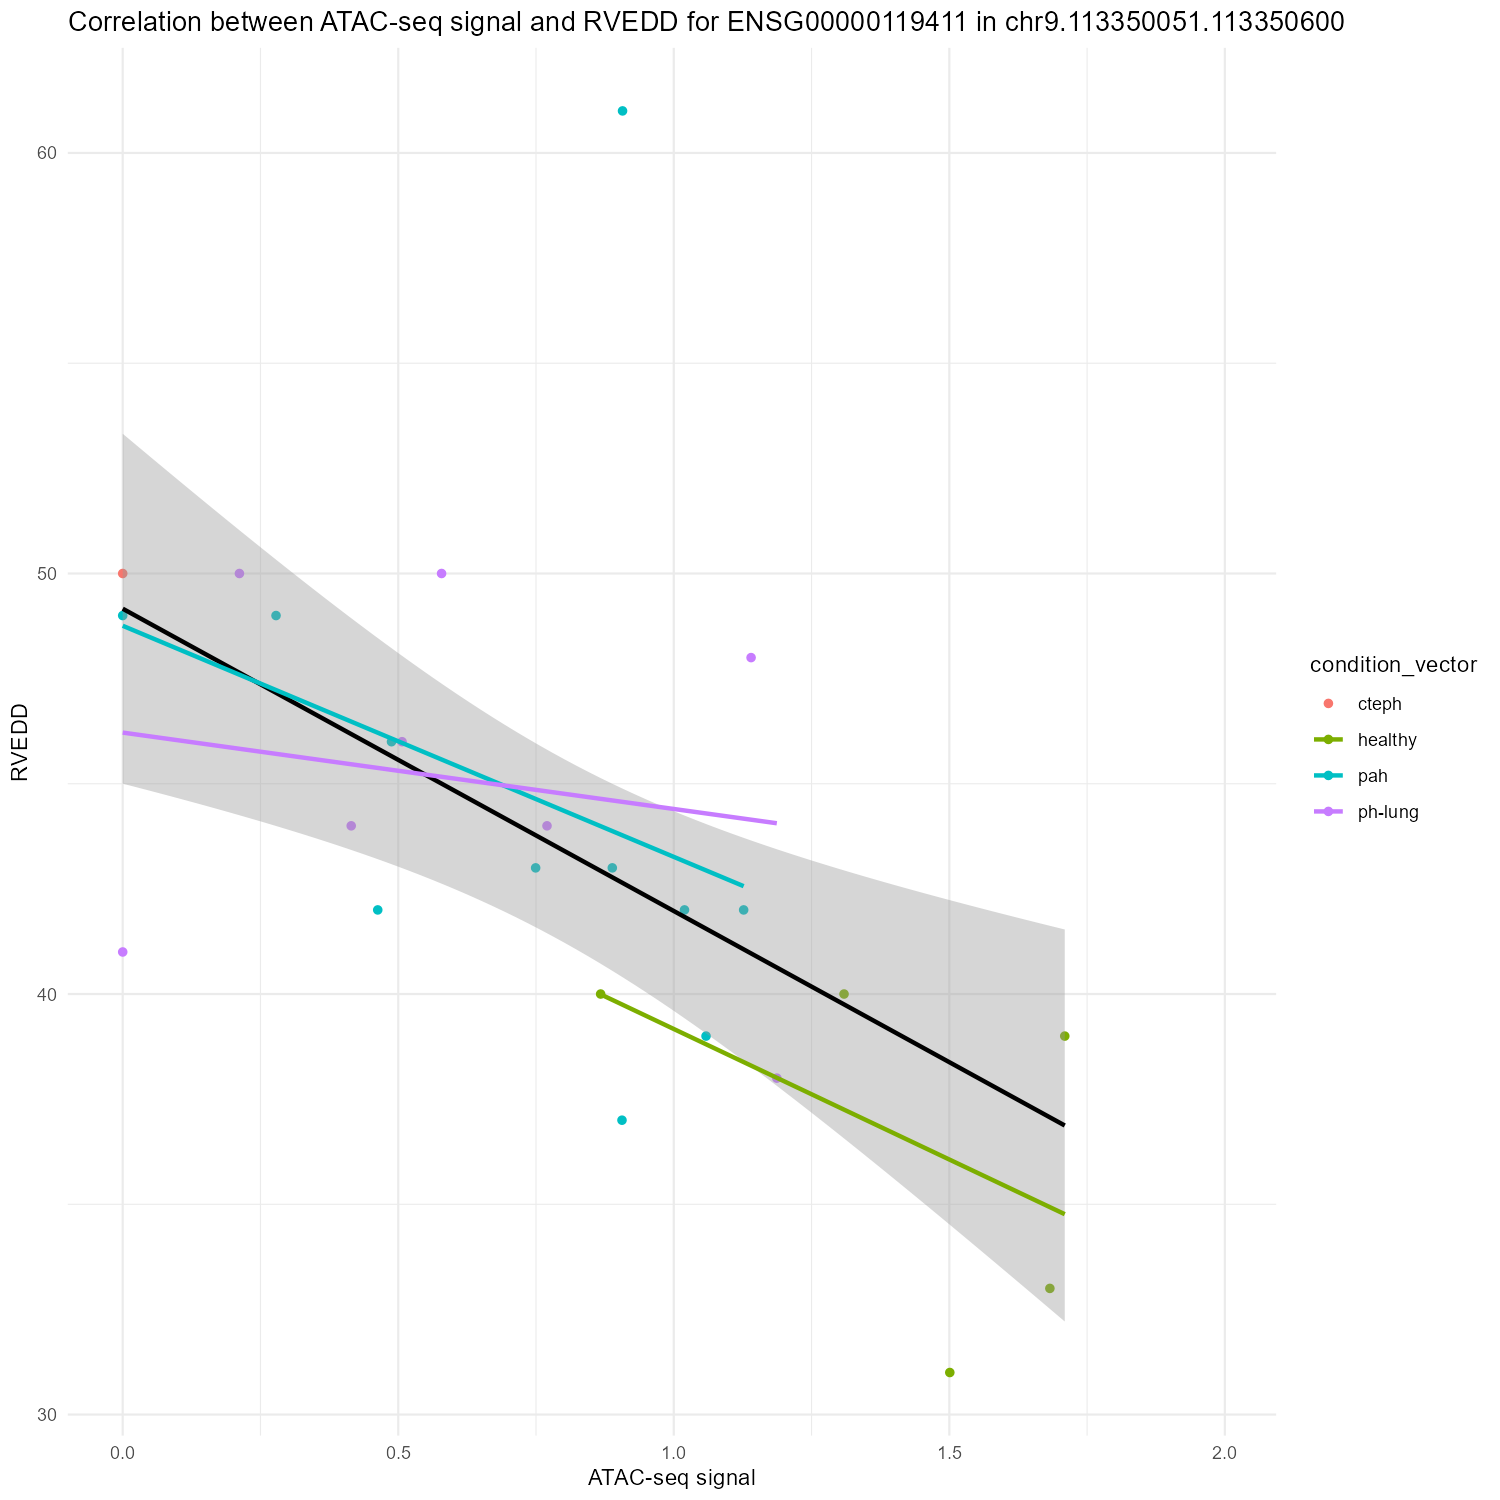 Correlation between ATAC-seq signal and RVEDD for ENSG00000119411 in chr9.113350051.113350600
60
50
40
30
RVEDD
0.0 0.5 1.0 1.5 2.0
ATAC-seq signal
condition_vector
cteph
healthy
pah
ph-lung